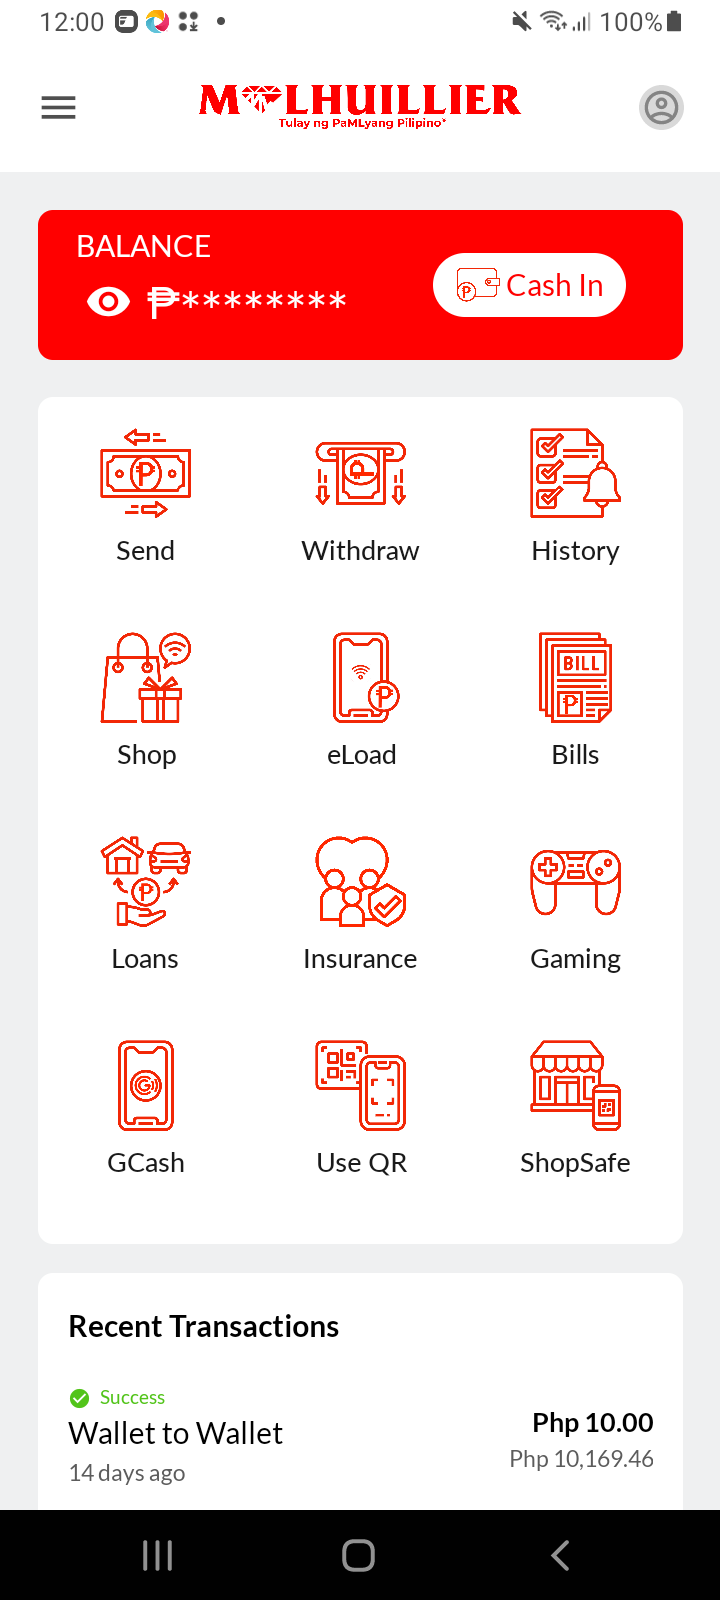 12:00
100%
M LHUILLIER
Tulay ng PaMLyang Pilipino*
BALANCE
₱********
Cash In
Send
Withdraw
History
Shop
eLoad
BILL
Bills
Loans
Insurance
Gaming
GCash
Use QR
ShopSafe
Recent Transactions
Success
Wallet to Wallet
Php 10.00
14 days ago
Php 10,169.46